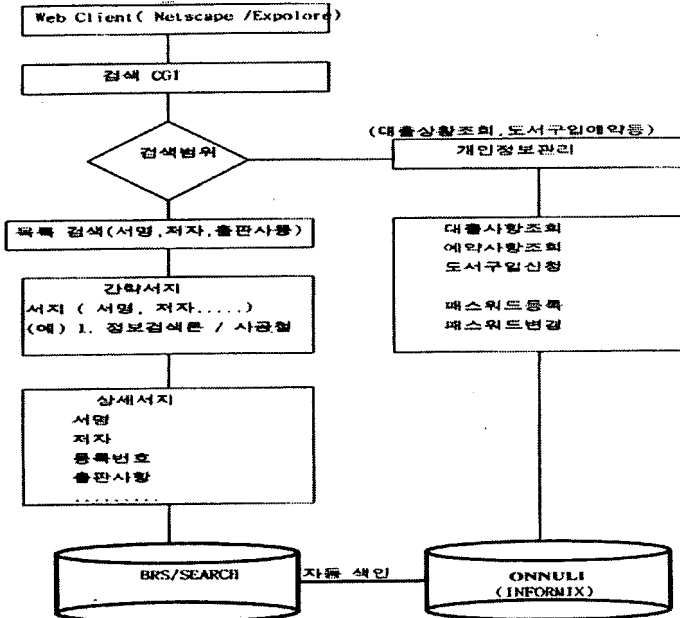 Web Client( Netscape /Expolore)
검색 CGI
검색범위
(대출상황조회,도서구입예약등)
개인정보관리
목록 검색(서명,저자,출판사등)
간략서지
서지 ( 서명, 저자.....)
(예) 1. 정보검색론 / 사공철
대출사항조회
예약사항조회
도서구입신청
패스워드등록
패스워드변경
상세서지
서명
저자
등록번호
출판사항
..........
BRS/SEARCH
자동 색인
ONNULI
(INFORMIX)